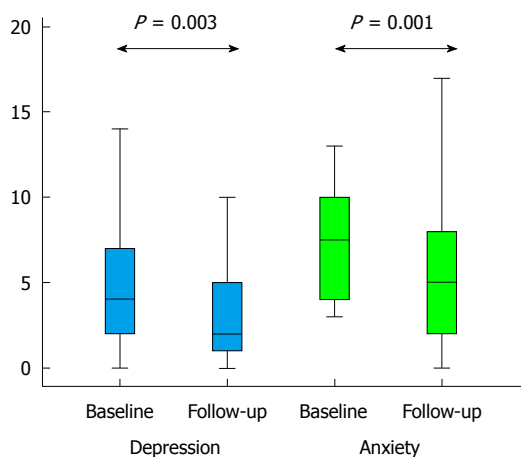 P = 0.003 P = 0.001
20
15
10
5
0
Baseline Follow-up Baseline Follow-up
Depression Anxiety